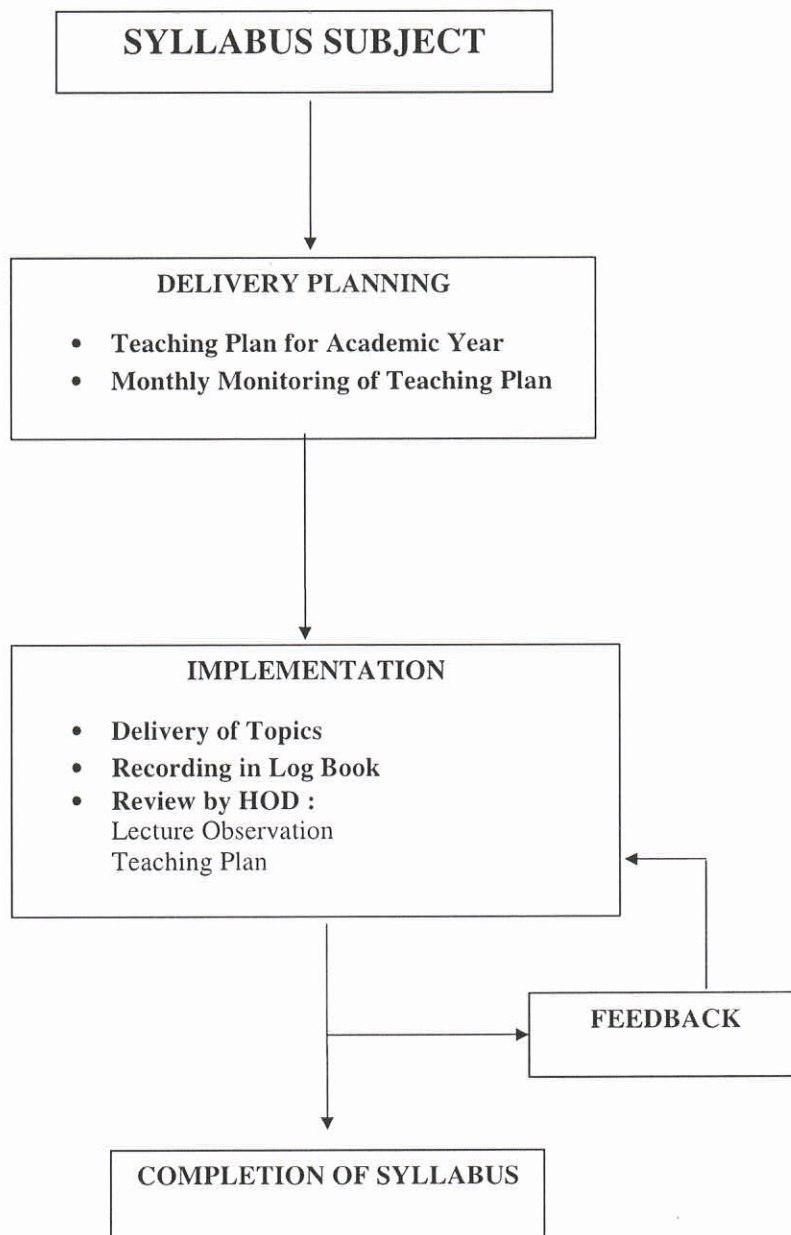 SYLLABUS SUBJECT
DELIVERY PLANNING
• Teaching Plan for Academic Year
• Monthly Monitoring of Teaching Plan
IMPLEMENTATION
• Delivery of Topics
• Recording in Log Book
• Review by HOD :
Lecture Observation
Teaching Plan
FEEDBACK
COMPLETION OF SYLLABUS